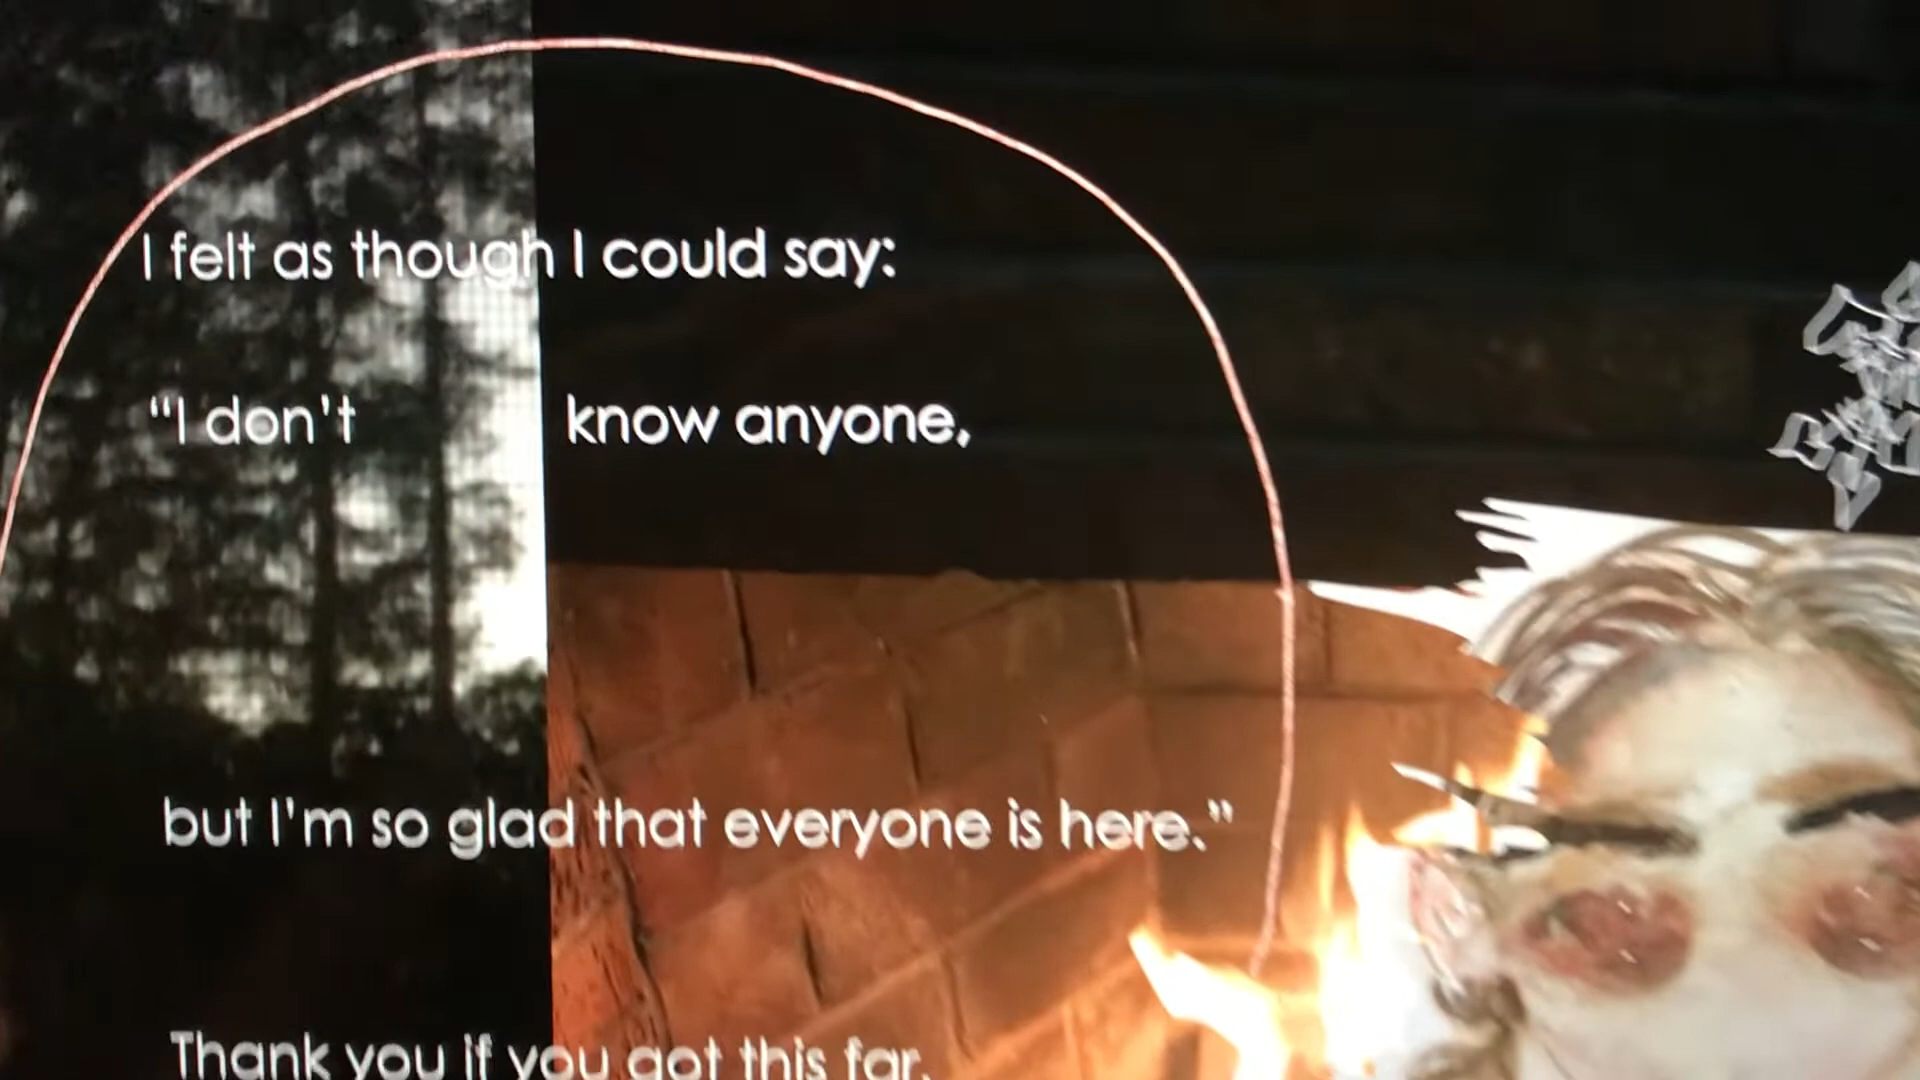 I felt as though I could say:
“I don't know anyone,
but I'm so glad that everyone is here.”
Thank you if you got this far.